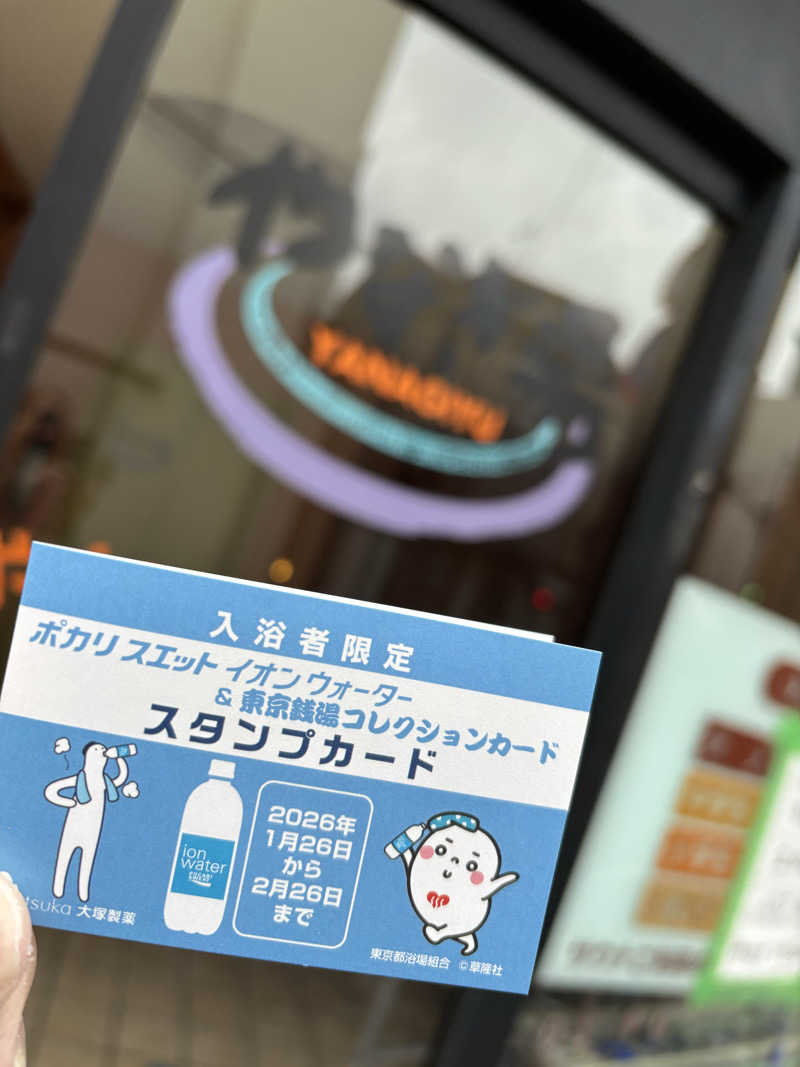 YANAGIYU
入浴者限定
ポカリスエット イオンウォーター
& 東京銭湯コレクションカード
スタンプカード
ion
water
POCARI
SWEAT
2026年
1月26日
から
2月26日
まで
tsuka 大塚製薬
東京都浴場組合 ©草隆社